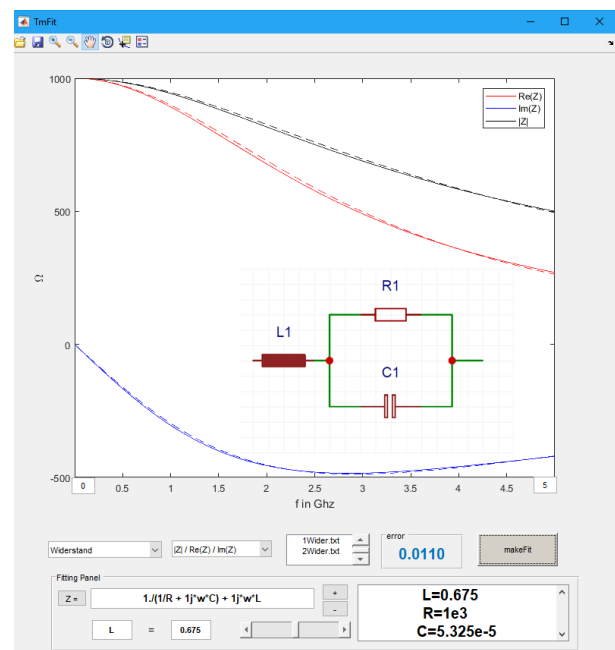 TmFit
1000
500
0
-500
Ω
Re(Z)
Im(Z)
|Z|
R1
L1
C1
0
0.5
1
1.5
2
2.5
3
3.5
4
4.5
5
f in Ghz
Widerstand
|Z| / Re(Z) / Im(Z)
1Wider.txt
2Wider.txt
error
0.0110
makeFit
Fitting Panel
Z =
1./(1/R + 1j*w*C) + 1j*w*L
+
-
L
=
0.675
L=0.675
R=1e3
C=5.325e-5